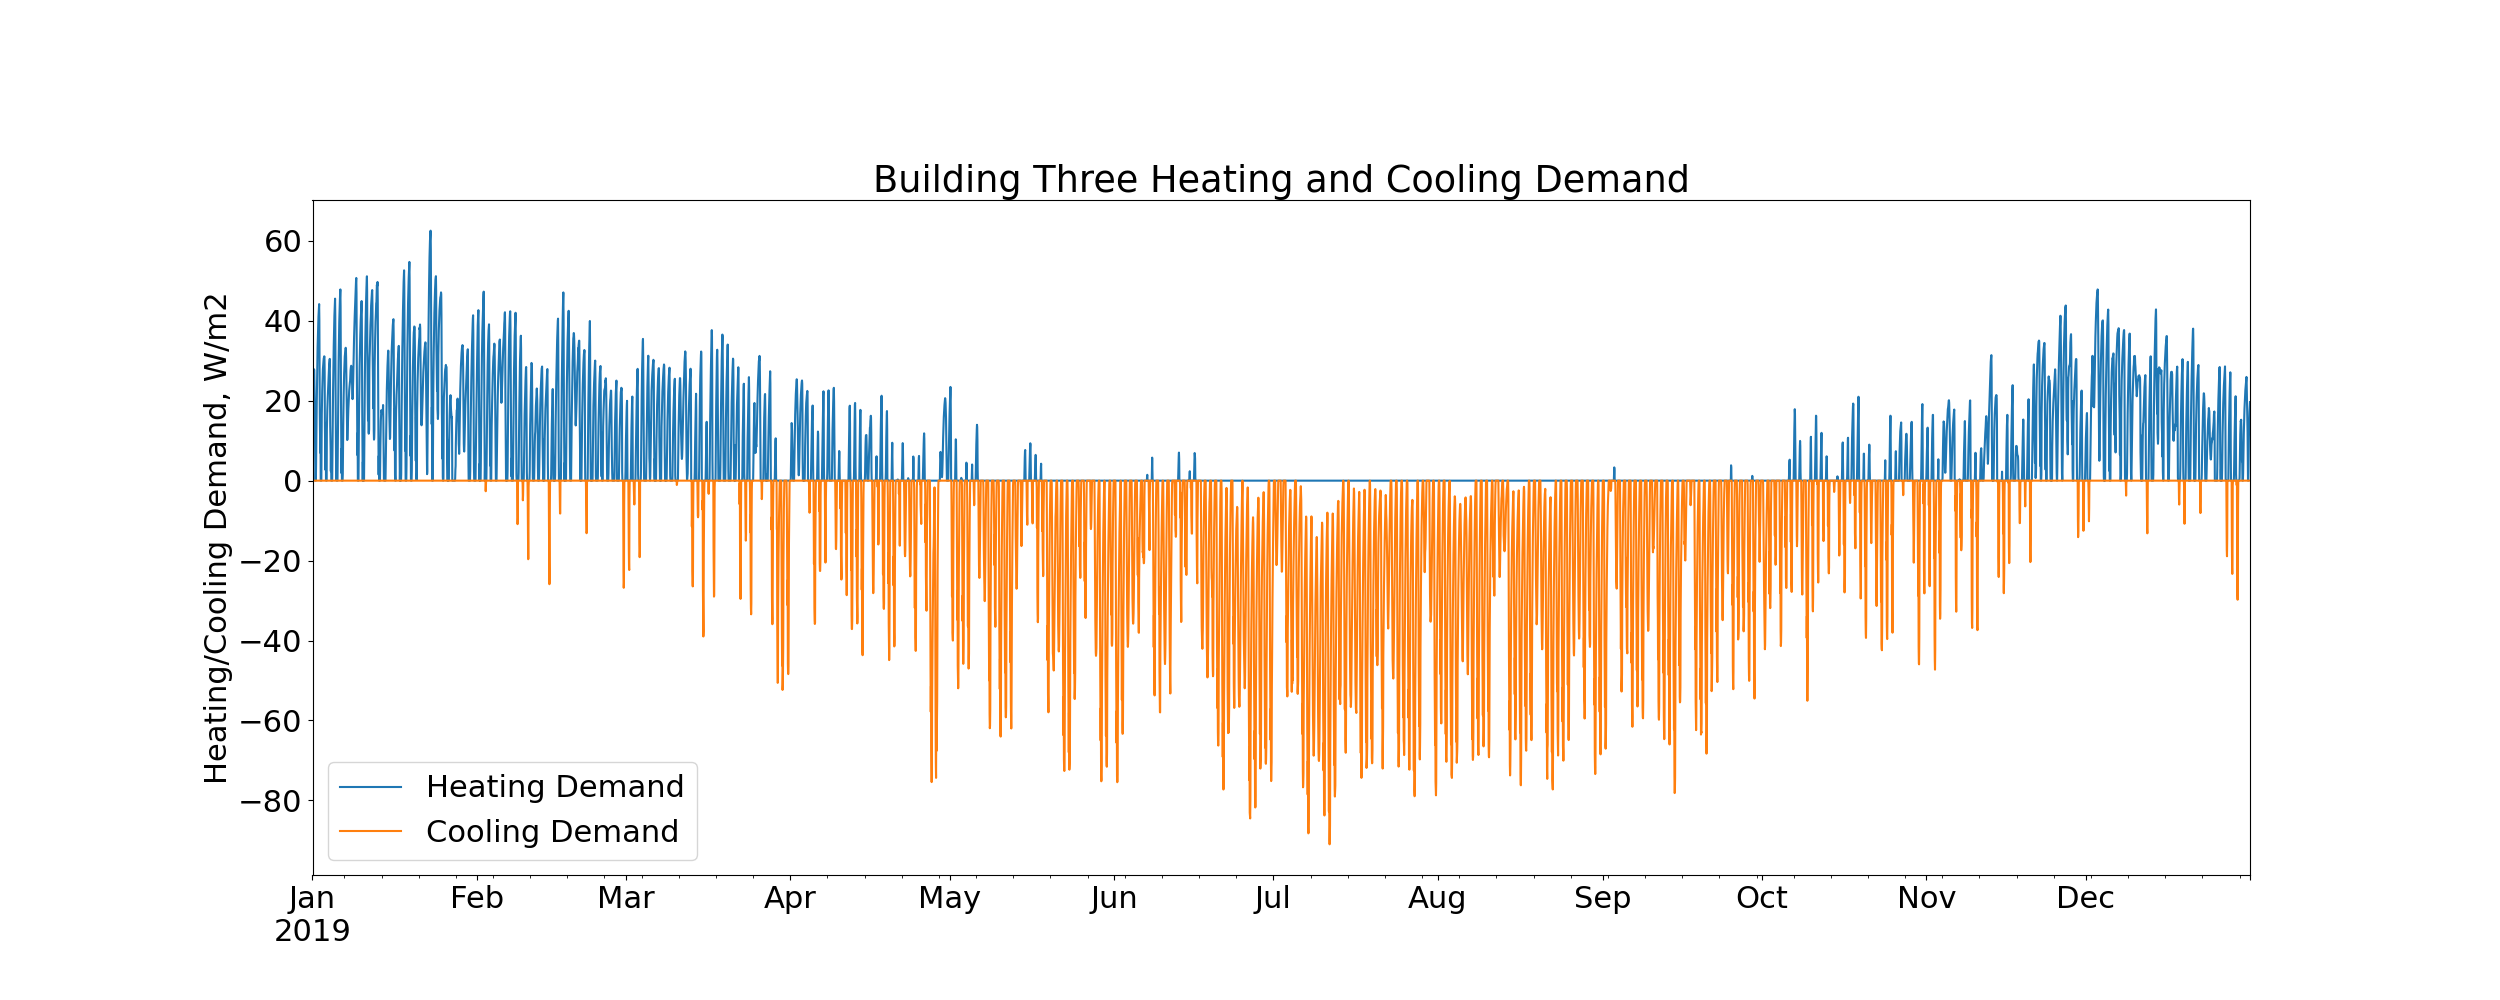 Building Three Heating and Cooling Demand
Heating/Cooling Demand, W/m2
60
40
20
0
−20
−40
−60
−80
Heating Demand
Cooling Demand
Jan Feb Mar Apr May Jun Jul Aug Sep Oct Nov Dec
2019